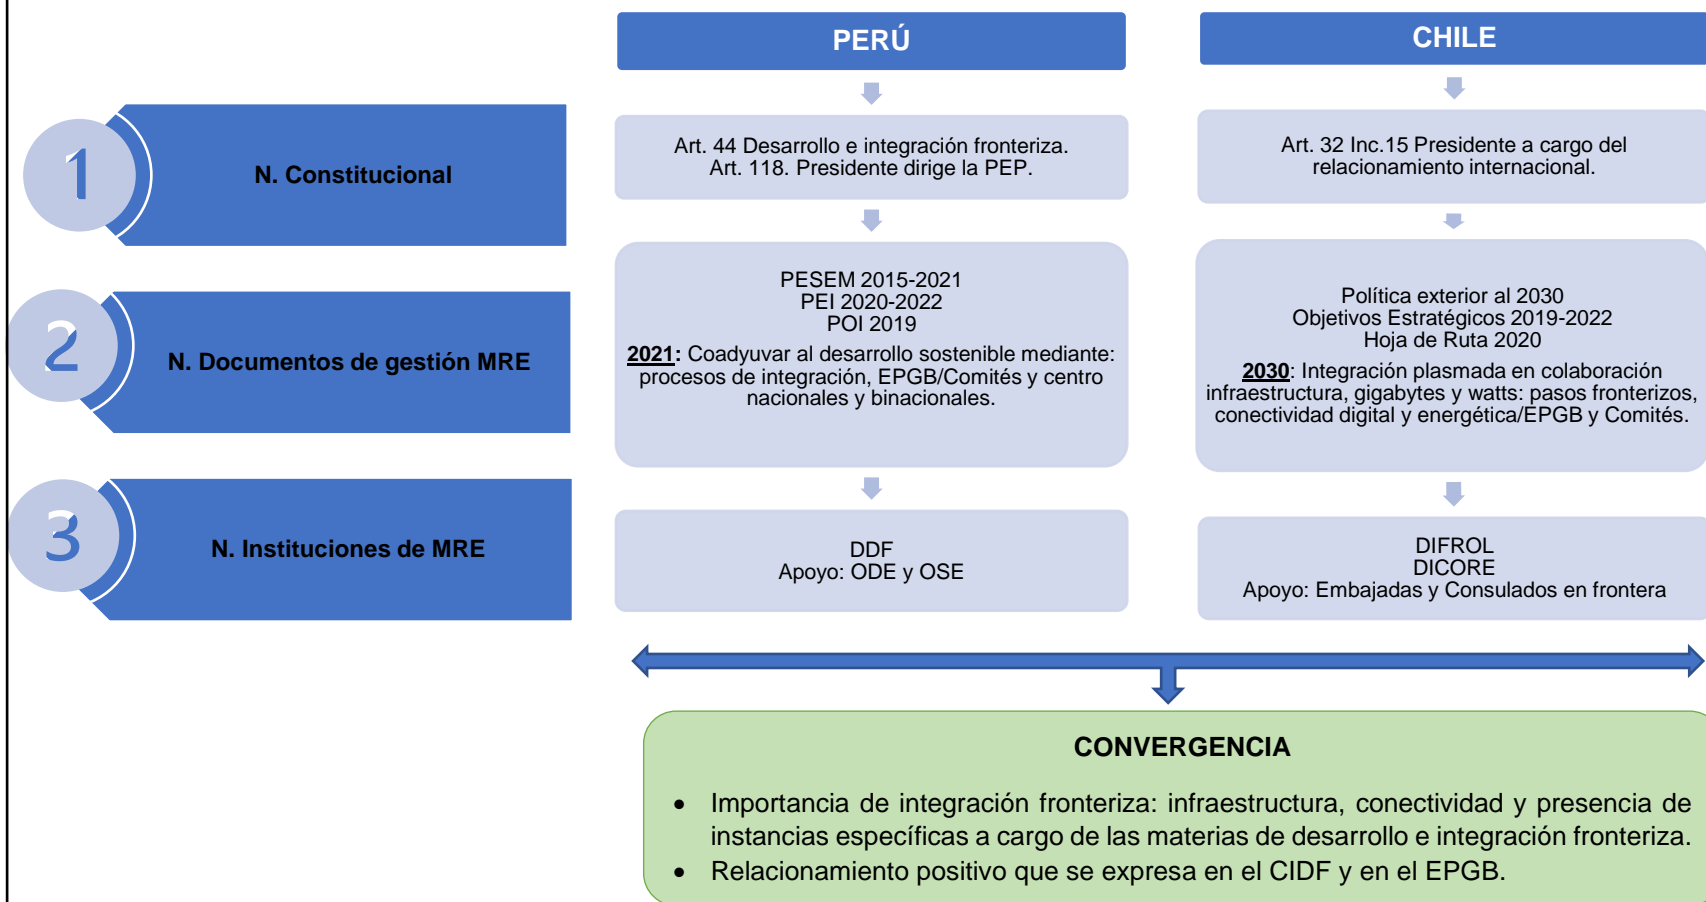 PERÚ
CHILE
1
N. Constitucional
Art. 44 Desarrollo e integración fronteriza.
Art. 118. Presidente dirige la PEP.
Art. 32 Inc.15 Presidente a cargo del
relacionamiento internacional.
2
N. Documentos de gestión MRE
PESEM 2015-2021
PEI 2020-2022
POI 2019
2021: Coadyuvar al desarrollo sostenible mediante:
procesos de integración, EPGB/Comités y centro
nacionales y binacionales.
Política exterior al 2030
Objetivos Estratégicos 2019-2022
Hoja de Ruta 2020
2030: Integración plasmada en colaboración
infraestructura, gigabytes y watts: pasos fronterizos,
conectividad digital y energética/EPGB y Comités.
3
N. Instituciones de MRE
DDF
Apoyo: ODE y OSE
DIFROL
DICORE
Apoyo: Embajadas y Consulados en frontera
CONVERGENCIA
• Importancia de integración fronteriza: infraestructura, conectividad y presencia de
instancias específicas a cargo de las materias de desarrollo e integración fronteriza.
• Relacionamiento positivo que se expresa en el CIDF y en el EPGB.